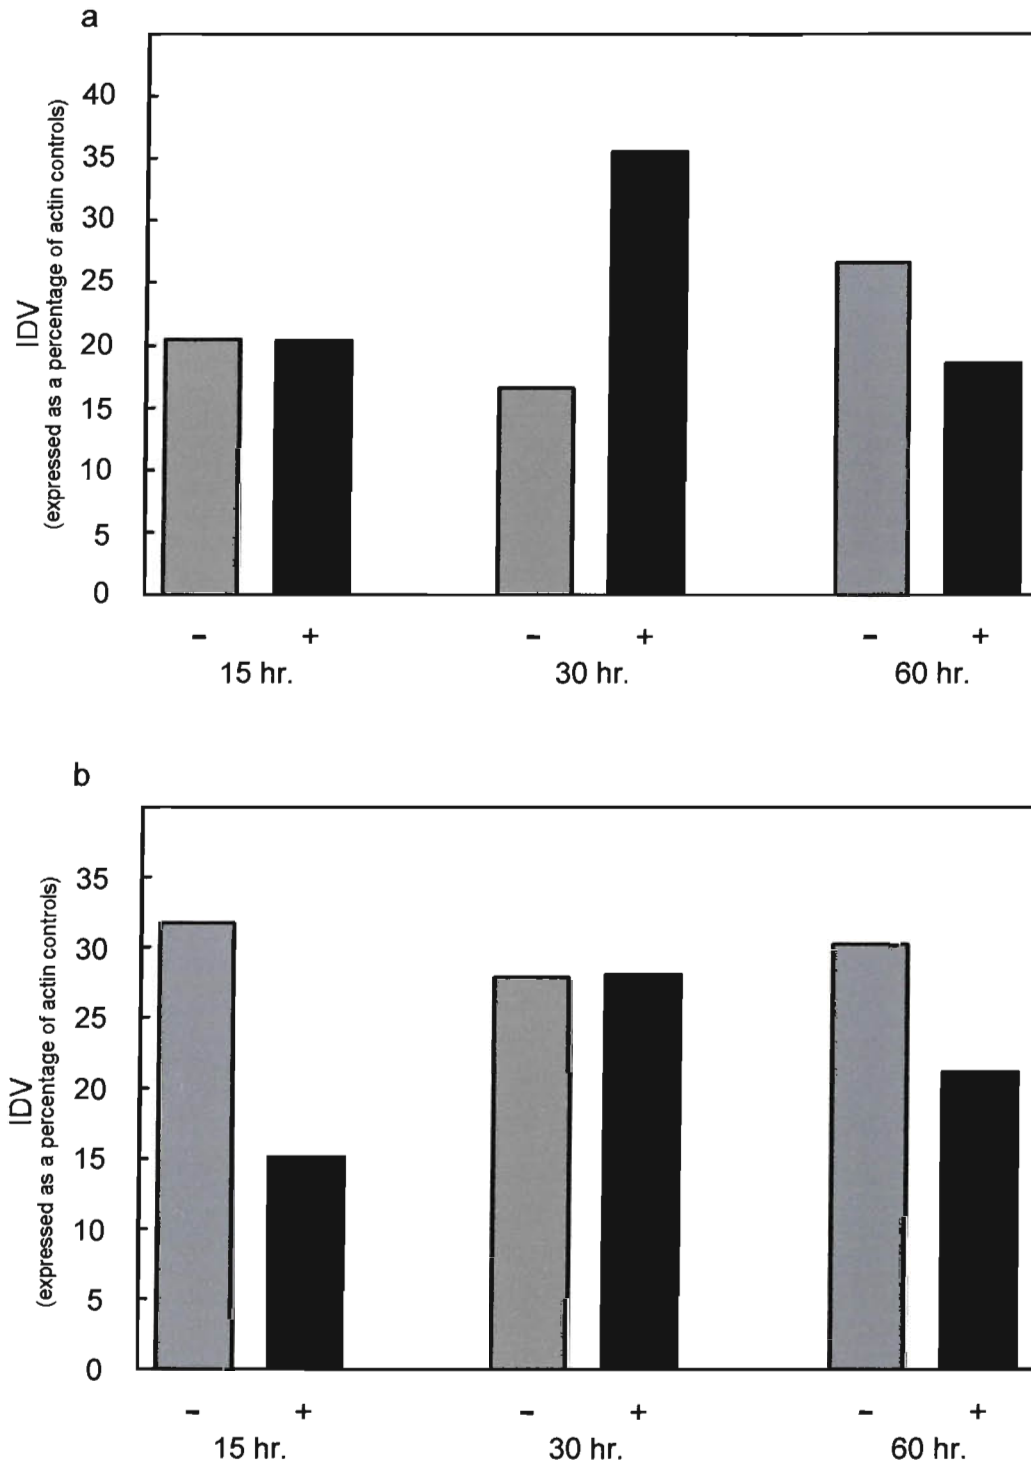 a
IDV
(expressed as a percentage of actin controls)
40
35
30
25
20
15
10
5
0
- + - + - +
15 hr. 30 hr. 60 hr.
b
IDV
(expressed as a percentage of actin controls)
35
30
25
20
15
10
5
0
- + - + - +
15 hr. 30 hr. 60 hr.